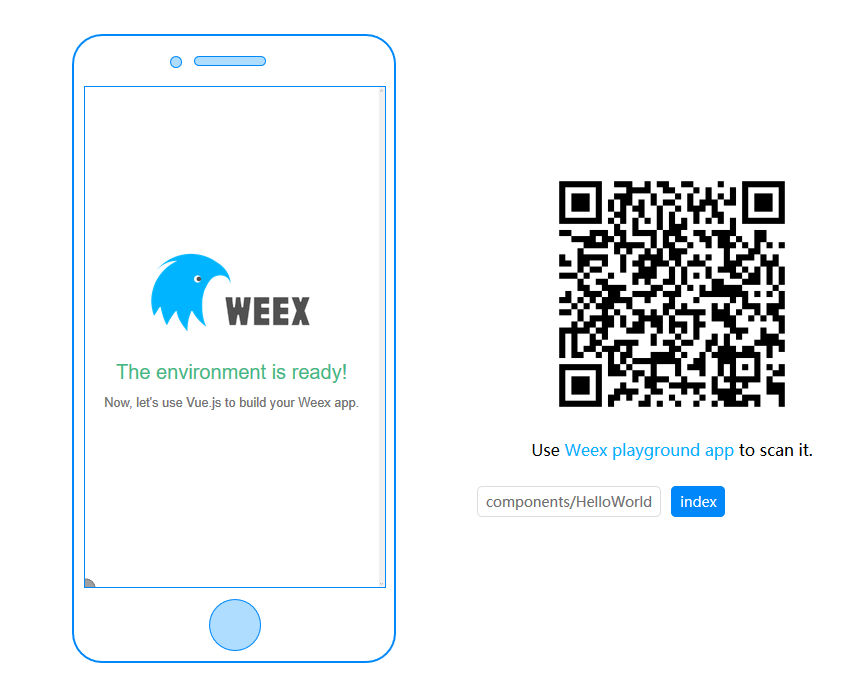 WEEX
The environment is ready!
Now, let's use Vue.js to build your Weex app.
Use Weex playground app to scan it.
components/HelloWorld
index